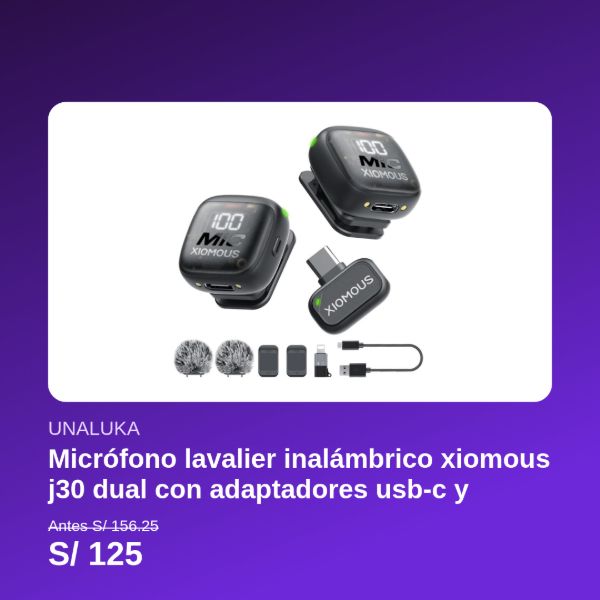 100
MIC
XIOMOUS
100
MIC
XIOMOUS
XIOMOUS
UNALUKA
Micrófono lavalier inalámbrico xiomous
j30 dual con adaptadores usb-c y
Antes S/ 156.25
S/ 125